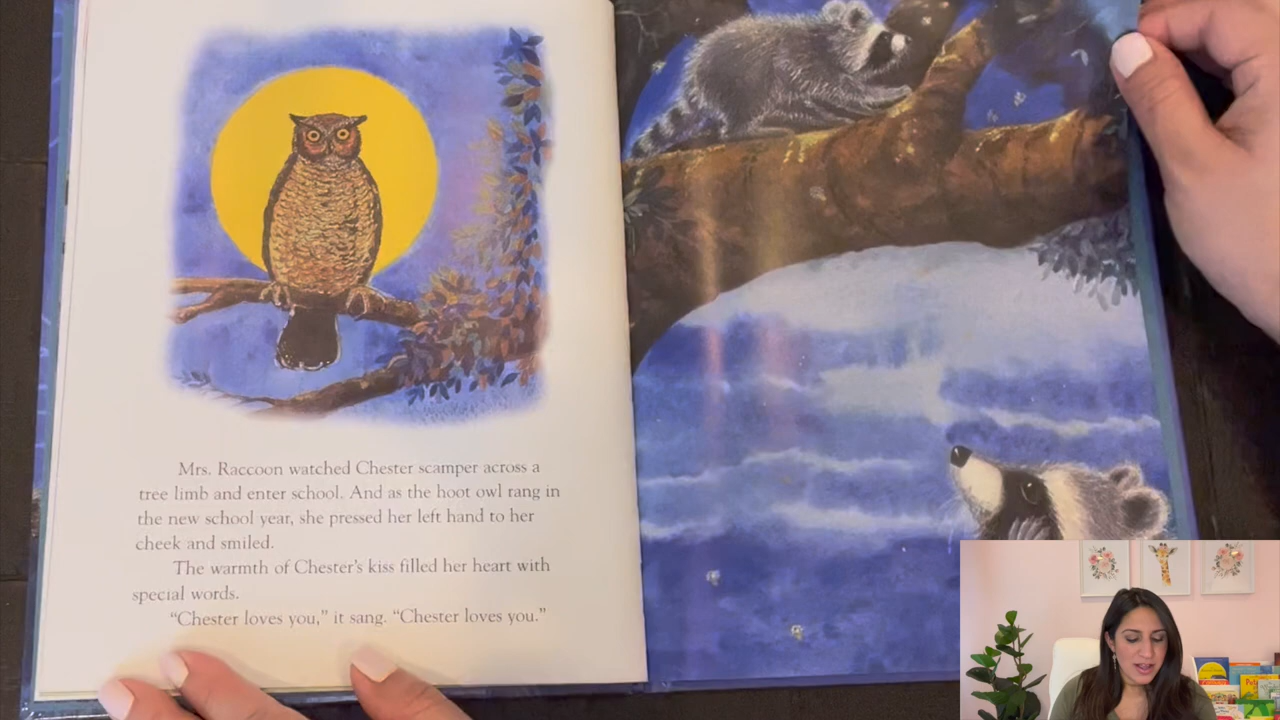 Mrs. Raccoon watched Chester scamper across a
tree limb and enter school. And as the hoot owl rang in
the new school year, she pressed her left hand to her
cheek and smiled.
The warmth of Chester's kiss filled her heart with
special words.
“Chester loves you,” it sang. “Chester loves you.”